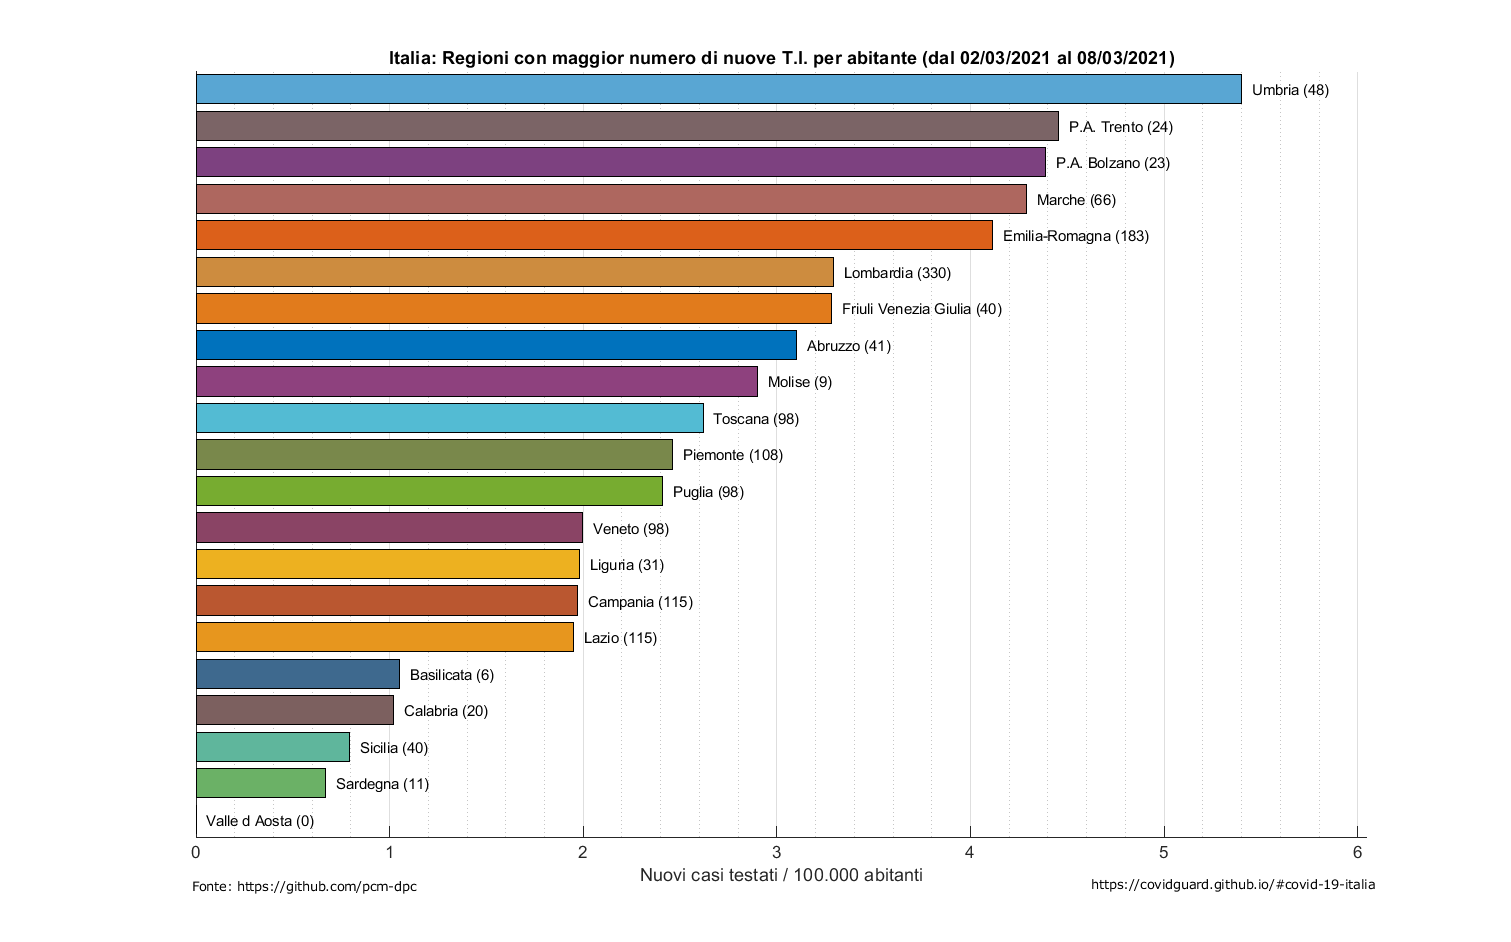 Italia: Regioni con maggior numero di nuove T.I. per abitante (dal 02/03/2021 al 08/03/2021)
Umbria (48)
P.A. Trento (24)
P.A. Bolzano (23)
Marche (66)
Emilia-Romagna (183)
Lombardia (330)
Friuli Venezia Giulia (40)
Abruzzo (41)
Molise (9)
Toscana (98)
Piemonte (108)
Puglia (98)
Veneto (98)
Liguria (31)
Campania (115)
Lazio (115)
Basilicata (6)
Calabria (20)
Sicilia (40)
Sardegna (11)
Valle d Aosta (0)
0 1 2 3 4 5 6
Nuovi casi testati / 100.000 abitanti
Fonte: https://github.com/pcm-dpc
https://covidguard.github.io/#covid-19-italia